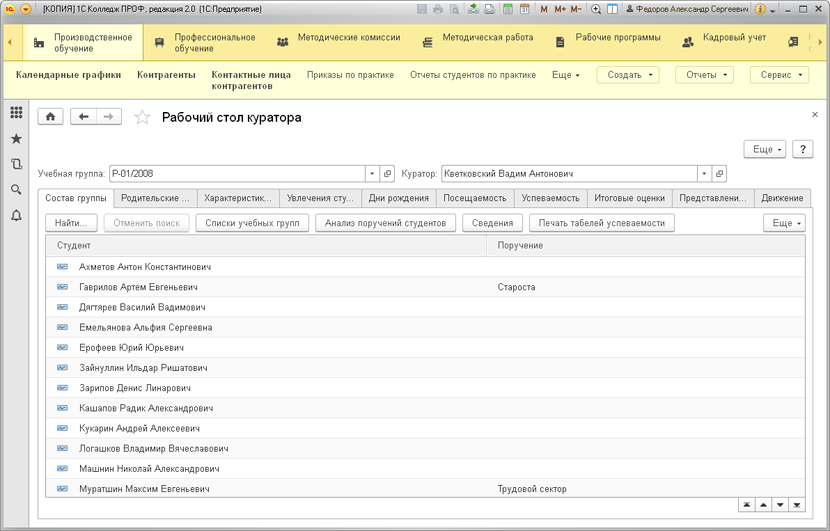 [КОПИЯ] 1С Колледж ПРОФ, редакция 2.0 (1С:Предприятие)
M M+ M-
Федоров Александр Сергеевич
Производственное обучение
Профессиональное обучение
Методические комиссии
Методическая работа
Рабочие программы
Кадровый учет
Календарные графики
Контрагенты
Контактные лица контрагентов
Приказы по практике
Отчеты студентов по практике
Еще
Создать
Отчеты
Сервис
Рабочий стол куратора
Еще
?
Учебная группа: Р-01/2008
Куратор: Кветковский Вадим Антонович
Состав группы
Родительские ...
Характеристик...
Увлечения сту...
Дни рождения
Посещаемость
Успеваемость
Итоговые оценки
Представлени...
Движение
Найти...
Отменить поиск
Списки учебных групп
Анализ поручений студентов
Сведения
Печать табелей успеваемости
Еще
Студент Поручение
Ахметов Антон Константинович
Гаврилов Артем Евгеньевич Староста
Дягтярев Василий Вадимович
Емельянова Альфия Сергеевна
Ерофеев Юрий Юрьевич
Зайнуллин Ильдар Ришатович
Зарипов Денис Линарович
Кашапов Радик Александрович
Кукарин Андрей Алексеевич
Логашков Владимир Вячеславович
Машнин Николай Александрович
Муратшин Максим Евгеньевич Трудовой сектор